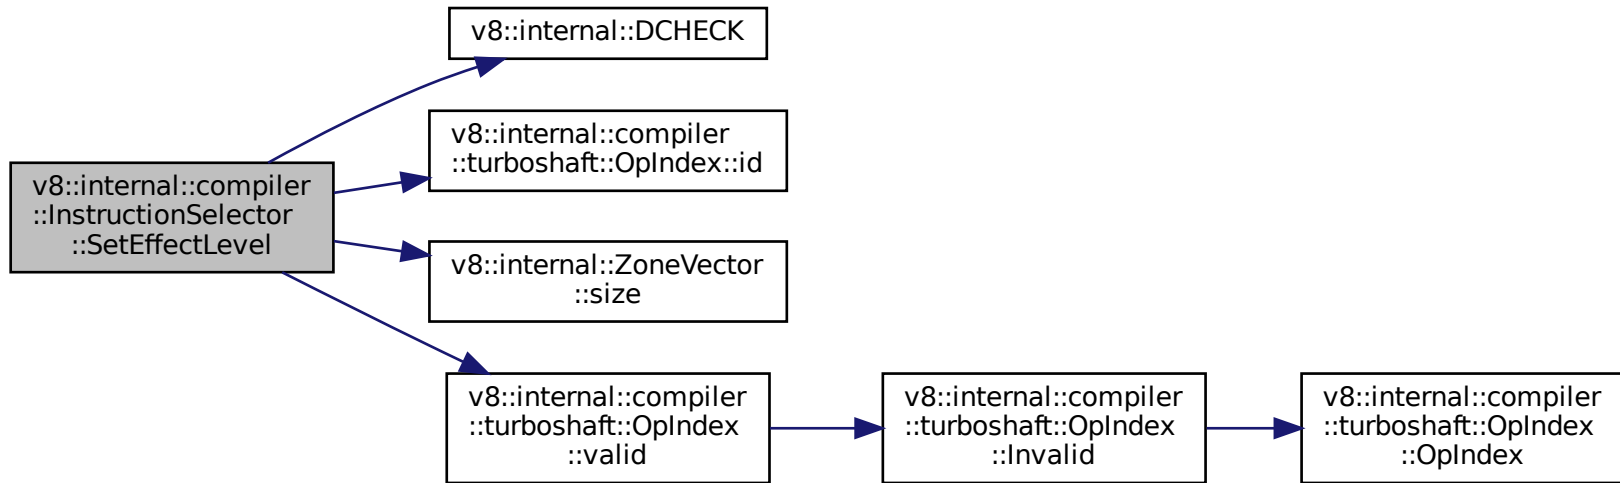 v8::internal::compiler
::InstructionSelector
::SetEffectLevel
v8::internal::DCHECK
v8::internal::compiler
::turboshaft::OpIndex::id
v8::internal::ZoneVector
::size
v8::internal::compiler
::turboshaft::OpIndex
::valid
v8::internal::compiler
::turboshaft::OpIndex
::Invalid
v8::internal::compiler
::turboshaft::OpIndex
::OpIndex